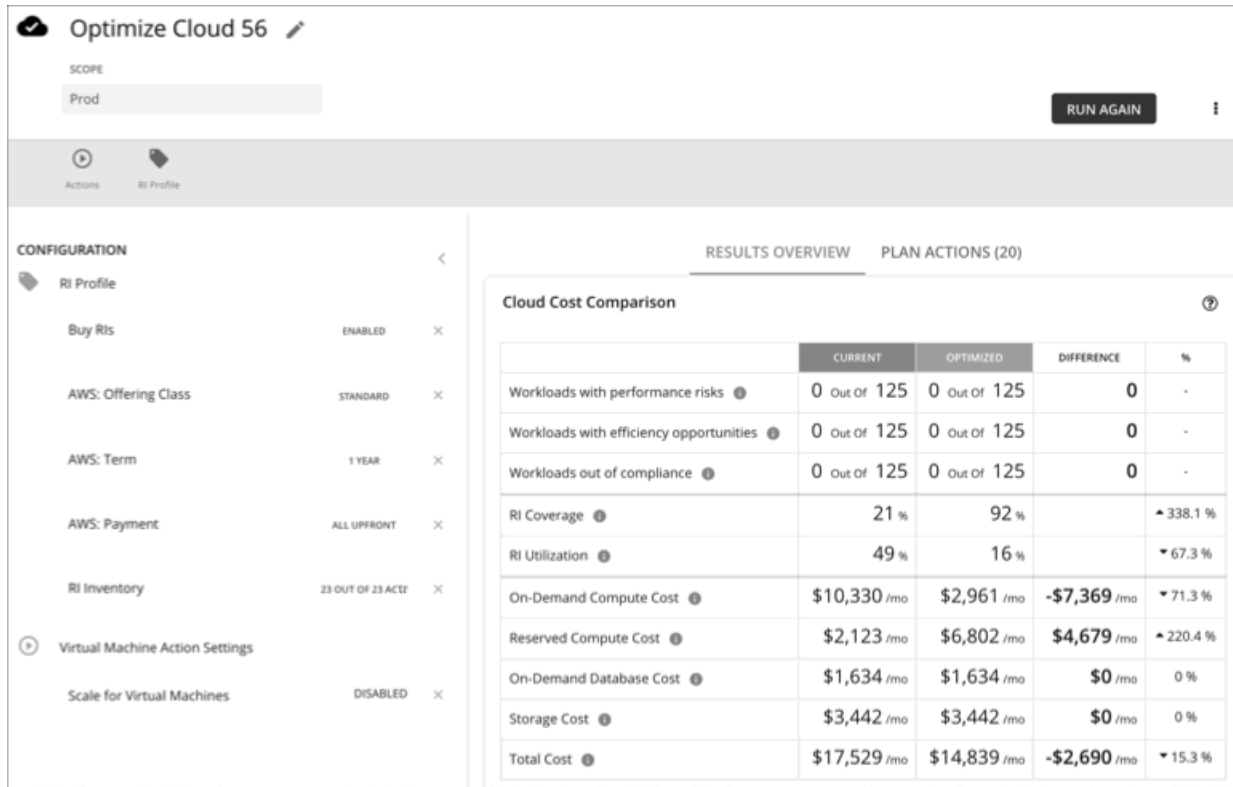 Optimize Cloud 56
SCOPE
Prod
RUN AGAIN
Actions
RI Profile
CONFIGURATION
RI Profile
Buy RIs ENABLED
AWS: Offering Class STANDARD
AWS: Term 1 YEAR
AWS: Payment ALL UPFRONT
RI Inventory 23 OUT OF 23 ACTI
Virtual Machine Action Settings
Scale for Virtual Machines DISABLED
RESULTS OVERVIEW PLAN ACTIONS (20)
Cloud Cost Comparison
CURRENT OPTIMIZED DIFFERENCE %
Workloads with performance risks 0 Out Of 125 0 Out Of 125 0 -
Workloads with efficiency opportunities 0 Out Of 125 0 Out Of 125 0 -
Workloads out of compliance 0 Out Of 125 0 Out Of 125 0 -
RI Coverage 21 % 92 % 338.1 %
RI Utilization 49 % 16 % 67.3 %
On-Demand Compute Cost $10,330 /mo $2,961 /mo -$7,369 /mo 71.3 %
Reserved Compute Cost $2,123 /mo $6,802 /mo $4,679 /mo 220.4 %
On-Demand Database Cost $1,634 /mo $1,634 /mo $0 /mo 0 %
Storage Cost $3,442 /mo $3,442 /mo $0 /mo 0 %
Total Cost $17,529 /mo $14,839 /mo -$2,690 /mo 15.3 %